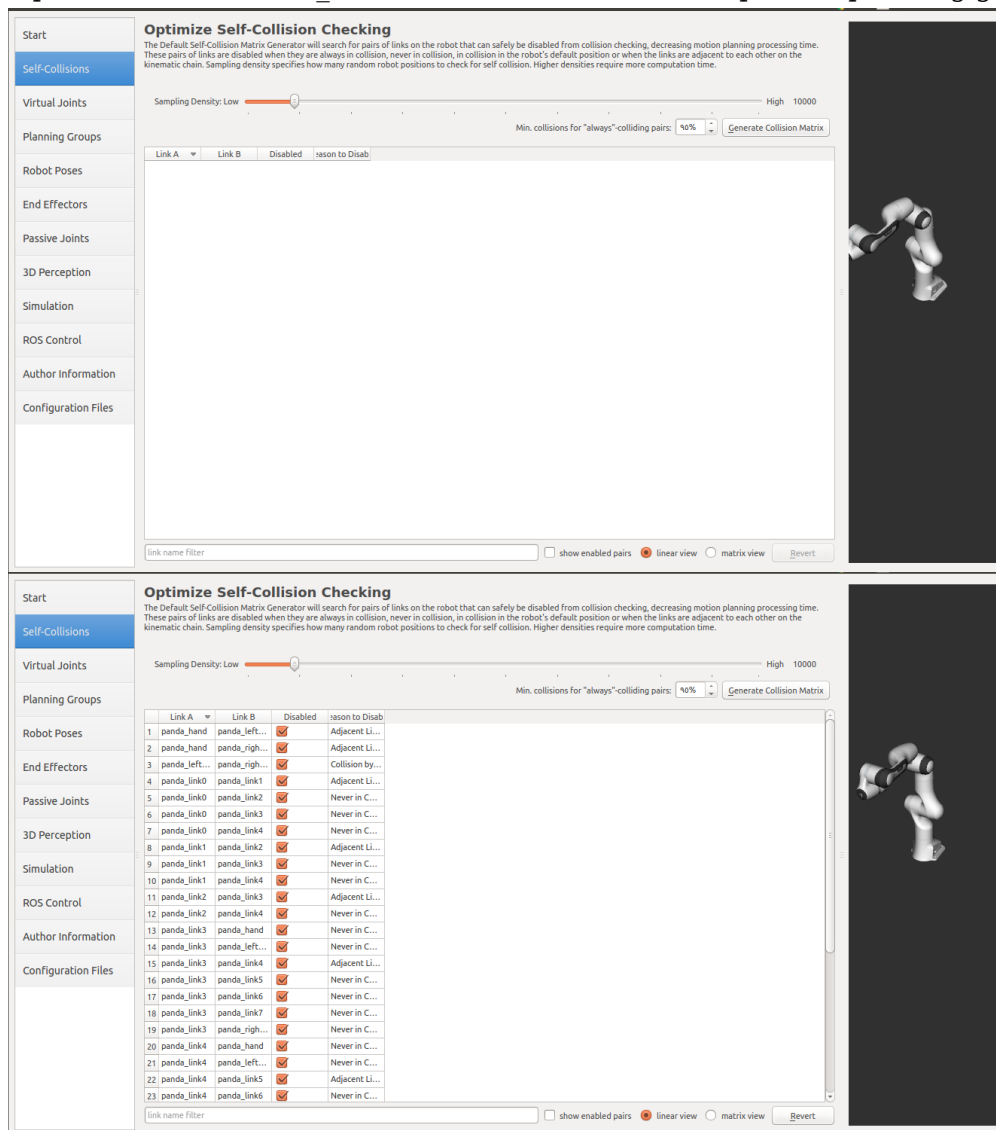 Start
Self-Collisions
Virtual Joints
Planning Groups
Robot Poses
End Effectors
Passive Joints
3D Perception
Simulation
ROS Control
Author Information
Configuration Files
Optimize Self-Collision Checking
The Default Self-Collision Matrix Generator will search for pairs of links on the robot that can safely be disabled from collision checking, decreasing motion planning processing time.
These pairs of links are disabled when they are always in collision, never in collision, in collision in the robot's default position or when the links are adjacent to each other on the
kinematic chain. Sampling density specifies how many random robot positions to check for self collision. Higher densities require more computation time.
Sampling Density: Low High 10000
Min. collisions for "always"-colliding pairs: ٩٥% Generate Collision Matrix
Link A Link B Disabled eason to Disab
link name filter show enabled pairs linear view matrix view Revert
Start
Self-Collisions
Virtual Joints
Planning Groups
Robot Poses
End Effectors
Passive Joints
3D Perception
Simulation
ROS Control
Author Information
Configuration Files
Optimize Self-Collision Checking
The Default Self-Collision Matrix Generator will search for pairs of links on the robot that can safely be disabled from collision checking, decreasing motion planning processing time.
These pairs of links are disabled when they are always in collision, never in collision, in collision in the robot's default position or when the links are adjacent to each other on the
kinematic chain. Sampling density specifies how many random robot positions to check for self collision. Higher densities require more computation time.
Sampling Density: Low High 10000
Min. collisions for "always"-colliding pairs: ٩٥% Generate Collision Matrix
Link A Link B Disabled eason to Disab
1 panda_hand panda_left... Adjacent Li...
2 panda_hand panda_righ... Adjacent Li...
3 panda_left... panda_righ... Collision by...
4 panda_link0 panda_link1 Adjacent Li...
5 panda_link0 panda_link2 Never in C...
6 panda_link0 panda_link3 Never in C...
7 panda_link0 panda_link4 Never in C...
8 panda_link1 panda_link2 Adjacent Li...
9 panda_link1 panda_link3 Never in C...
10 panda_link1 panda_link4 Never in C...
11 panda_link2 panda_link3 Adjacent Li...
12 panda_link2 panda_link4 Never in C...
13 panda_link3 panda_hand Never in C...
14 panda_link3 panda_left... Never in C...
15 panda_link3 panda_link4 Adjacent Li...
16 panda_link3 panda_link5 Never in C...
17 panda_link3 panda_link6 Never in C...
18 panda_link3 panda_link7 Never in C...
19 panda_link3 panda_righ... Never in C...
20 panda_link4 panda_hand Never in C...
21 panda_link4 panda_left... Never in C...
22 panda_link4 panda_link5 Adjacent Li...
23 panda_link4 panda_link6 Never in C...
link name filter show enabled pairs linear view matrix view Revert